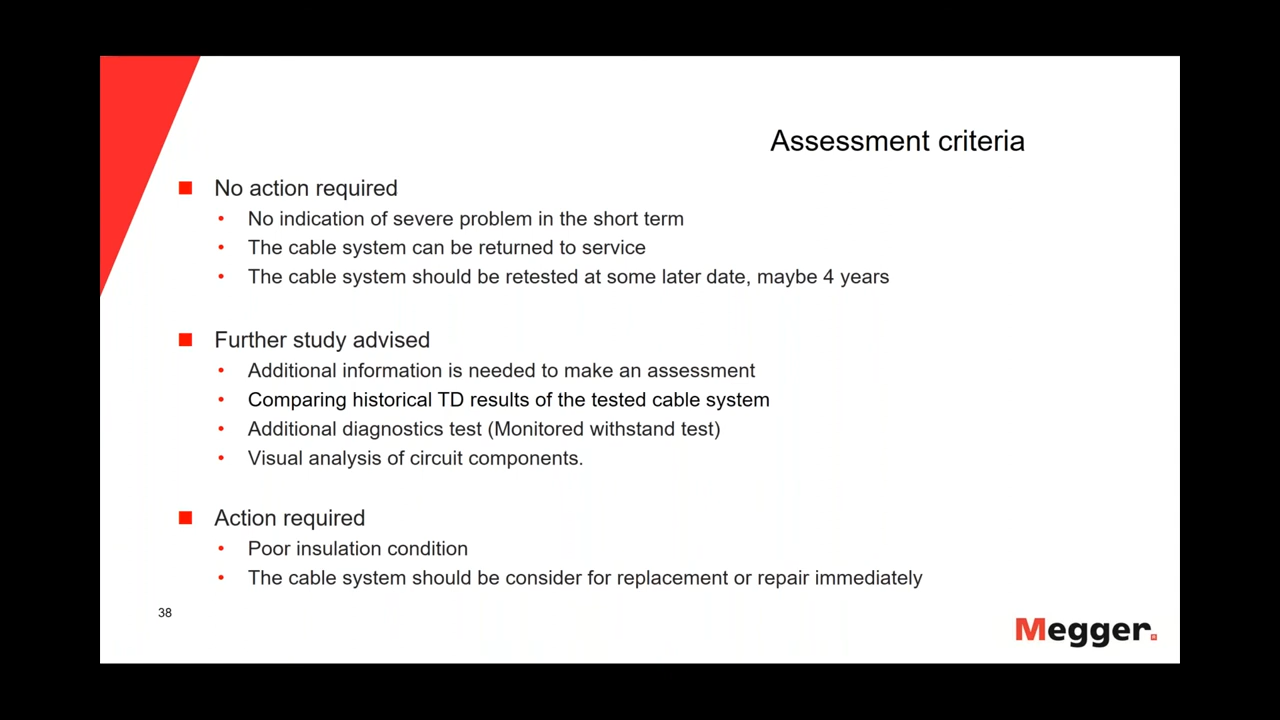 Assessment criteria
No action required
• No indication of severe problem in the short term
• The cable system can be returned to service
• The cable system should be retested at some later date, maybe 4 years
Further study advised
• Additional information is needed to make an assessment
• Comparing historical TD results of the tested cable system
• Additional diagnostics test (Monitored withstand test)
• Visual analysis of circuit components.
Action required
• Poor insulation condition
• The cable system should be consider for replacement or repair immediately
38
Megger.